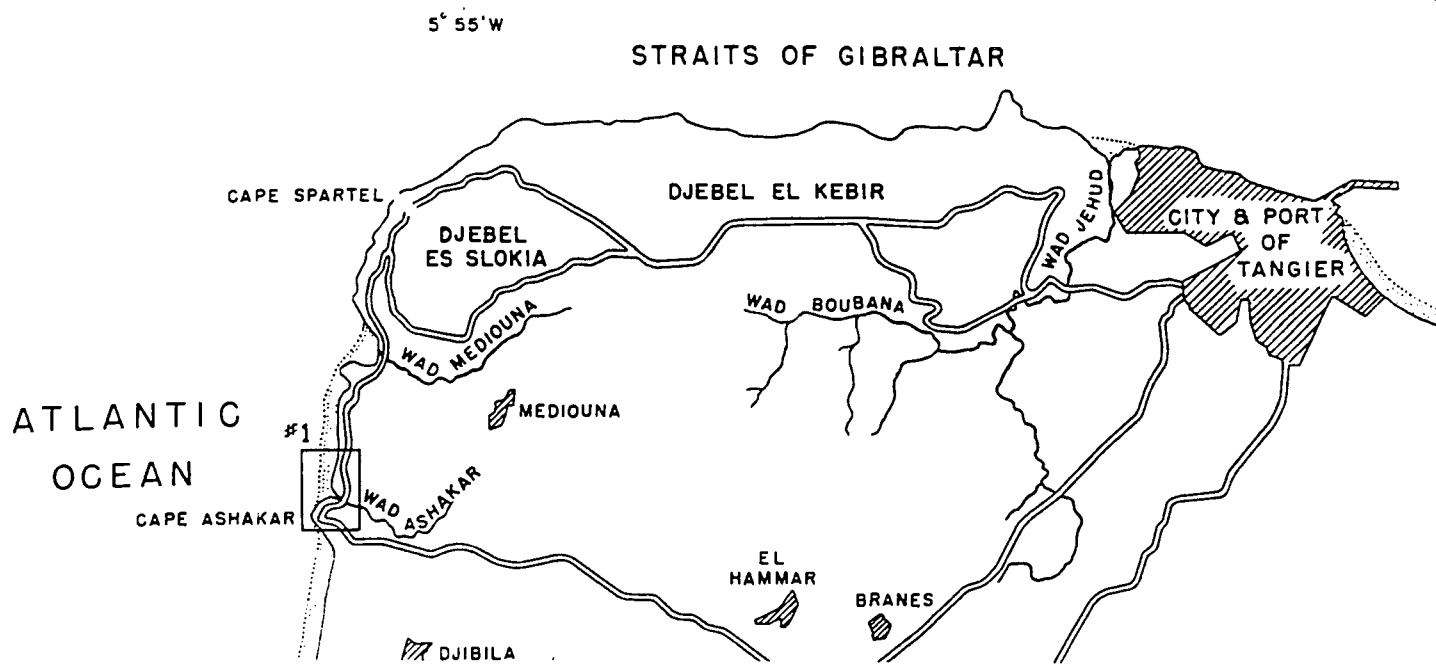 5° 55'W
STRAITS OF GIBRALTAR
CAPE SPARTEL
DJEBEL EL KEBIR
DJEBEL
ES SLOKIA
WAD JEHUD
CITY & PORT
OF
TANGIER
WAD MEDIOUNA
WAD BOUBANA
MEDIOUNA
ATLANTIC
OCEAN
#1
WAD ASHAKAR
CAPE ASHAKAR
EL
HAMMAR
BRANES
DJIBILA